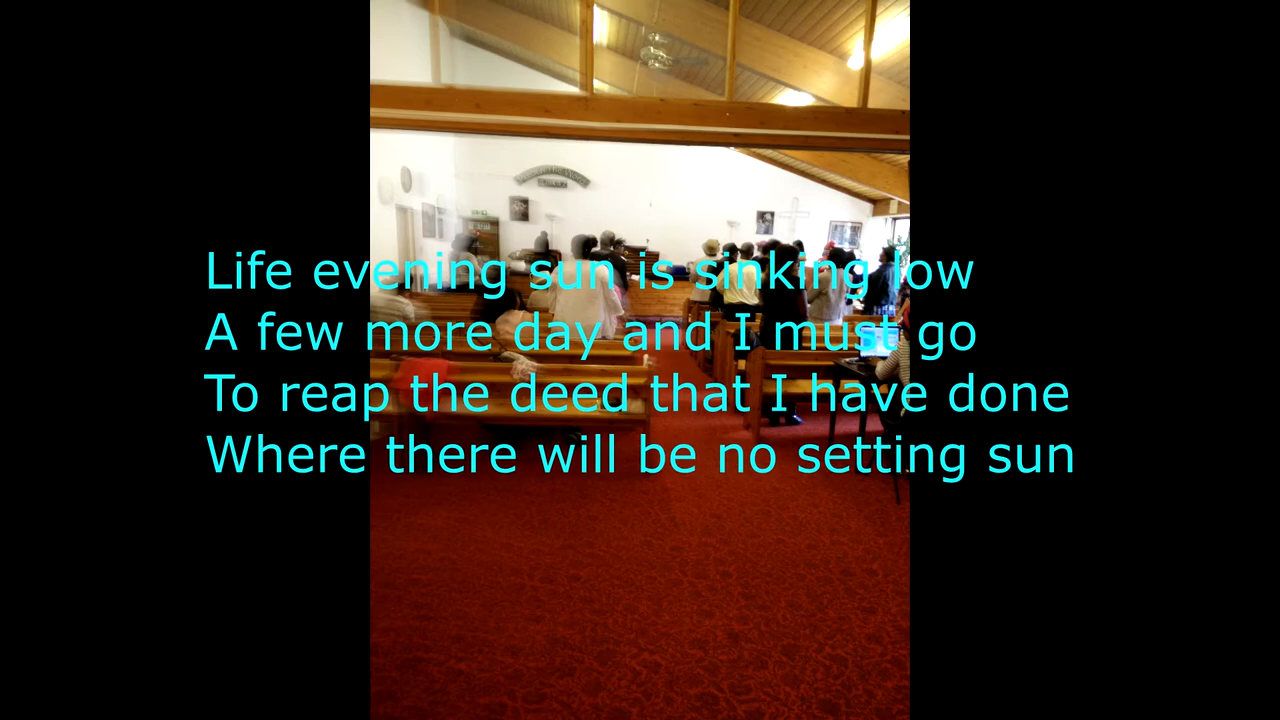 Life evening sun is sinking low
A few more day and I must go
To reap the deed that I have done
Where there will be no setting sun